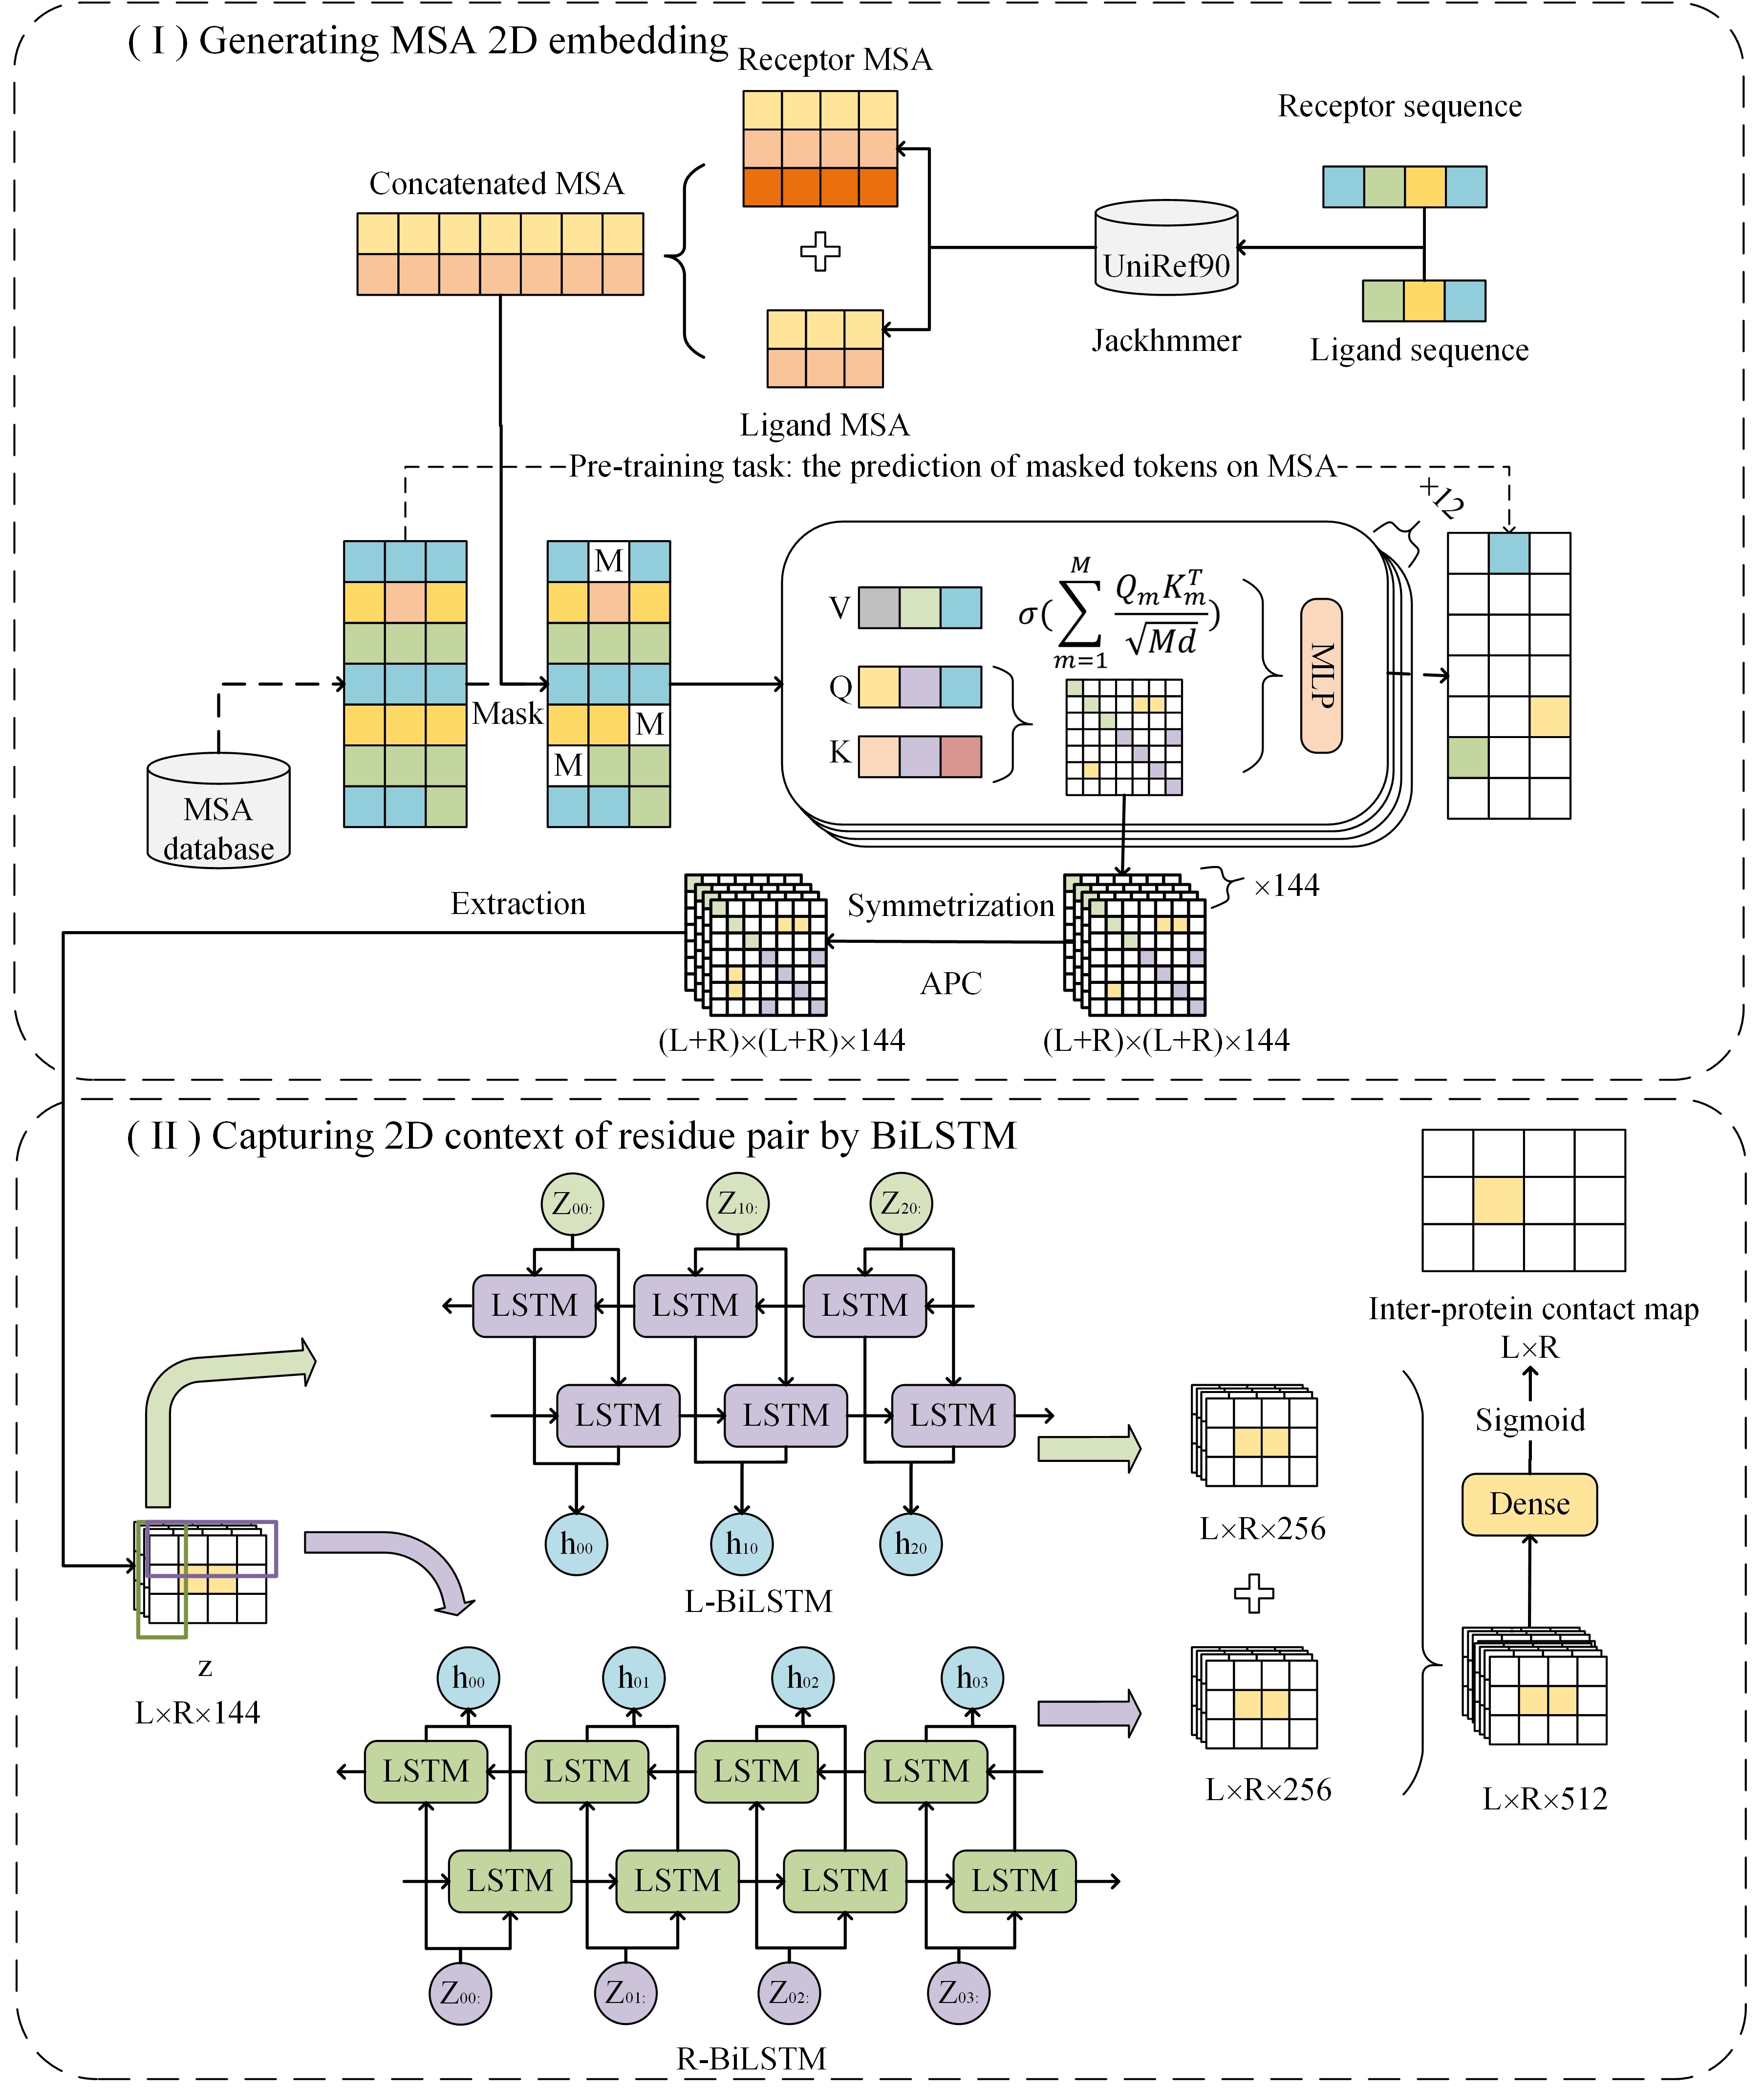 ( I ) Generating MSA 2D embedding
Receptor MSA
Receptor sequence
Concatenated MSA
UniRef90
Jackhmmer
Ligand sequence
Ligand MSA
Pre-training task: the prediction of masked tokens on MSA
+12
M
M
M
Mask
MSA
database
V
Q
K
σ(∑_{m=1}^{M} Q_m K_m^T / √Md)
MLP
×144
Extraction
Symmetrization
APC
(L+R)×(L+R)×144
(L+R)×(L+R)×144
( II ) Capturing 2D context of residue pair by BiLSTM
Z00:
Z10:
Z20:
LSTM
LSTM
LSTM
LSTM
LSTM
LSTM
h00
h10
h20
L-BiLSTM
z
L×R×144
h00
h01
h02
h03
LSTM
LSTM
LSTM
LSTM
LSTM
LSTM
LSTM
LSTM
Z00:
Z01:
Z02:
Z03:
R-BiLSTM
L×R×256
L×R×256
Inter-protein contact map
L×R
Sigmoid
Dense
L×R×512